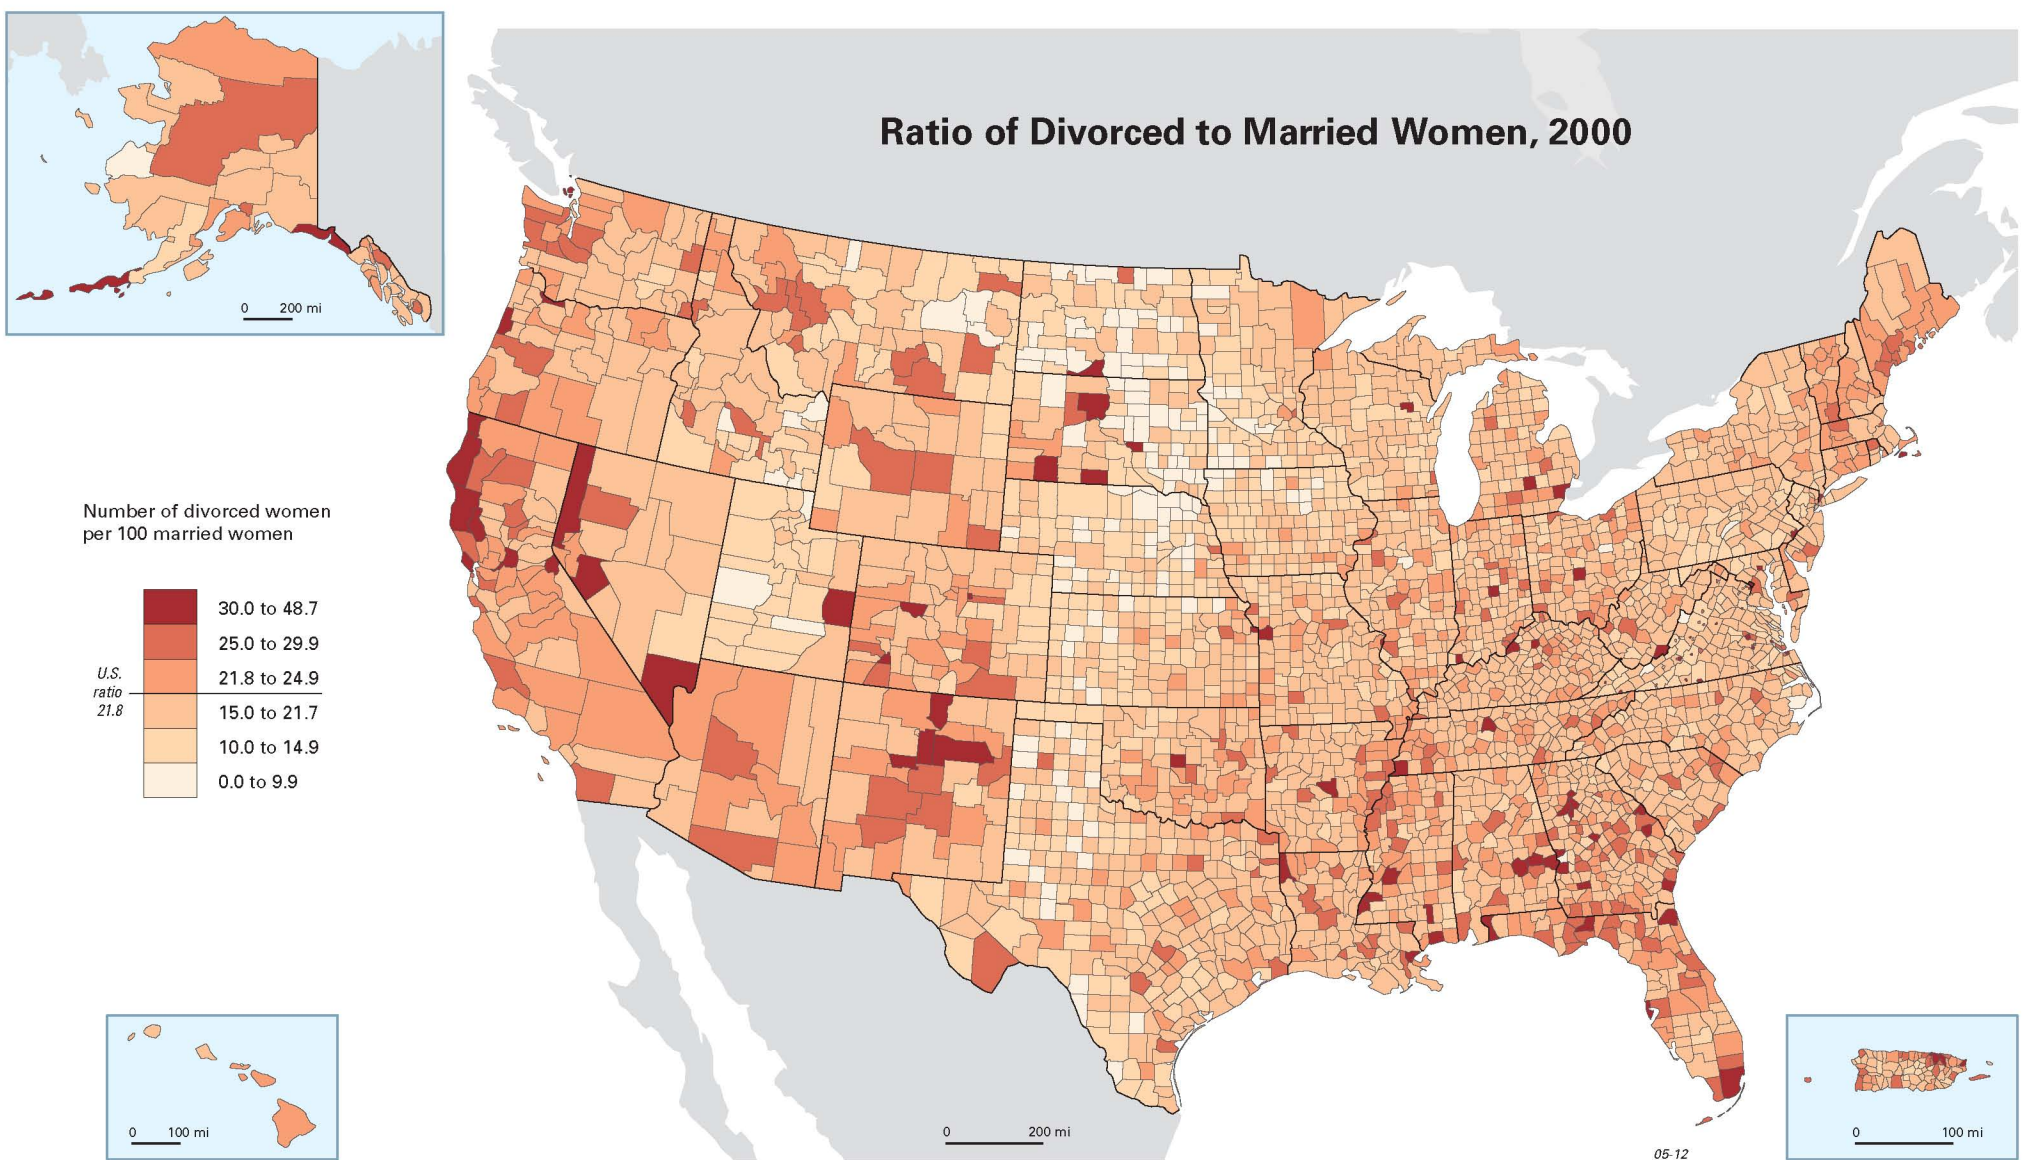 Ratio of Divorced to Married Women, 2000
0 200 mi
Number of divorced women
per 100 married women
30.0 to 48.7
25.0 to 29.9
21.8 to 24.9
15.0 to 21.7
10.0 to 14.9
0.0 to 9.9
U.S.
ratio
21.8
0 100 mi
0 200 mi
0 100 mi
05-12